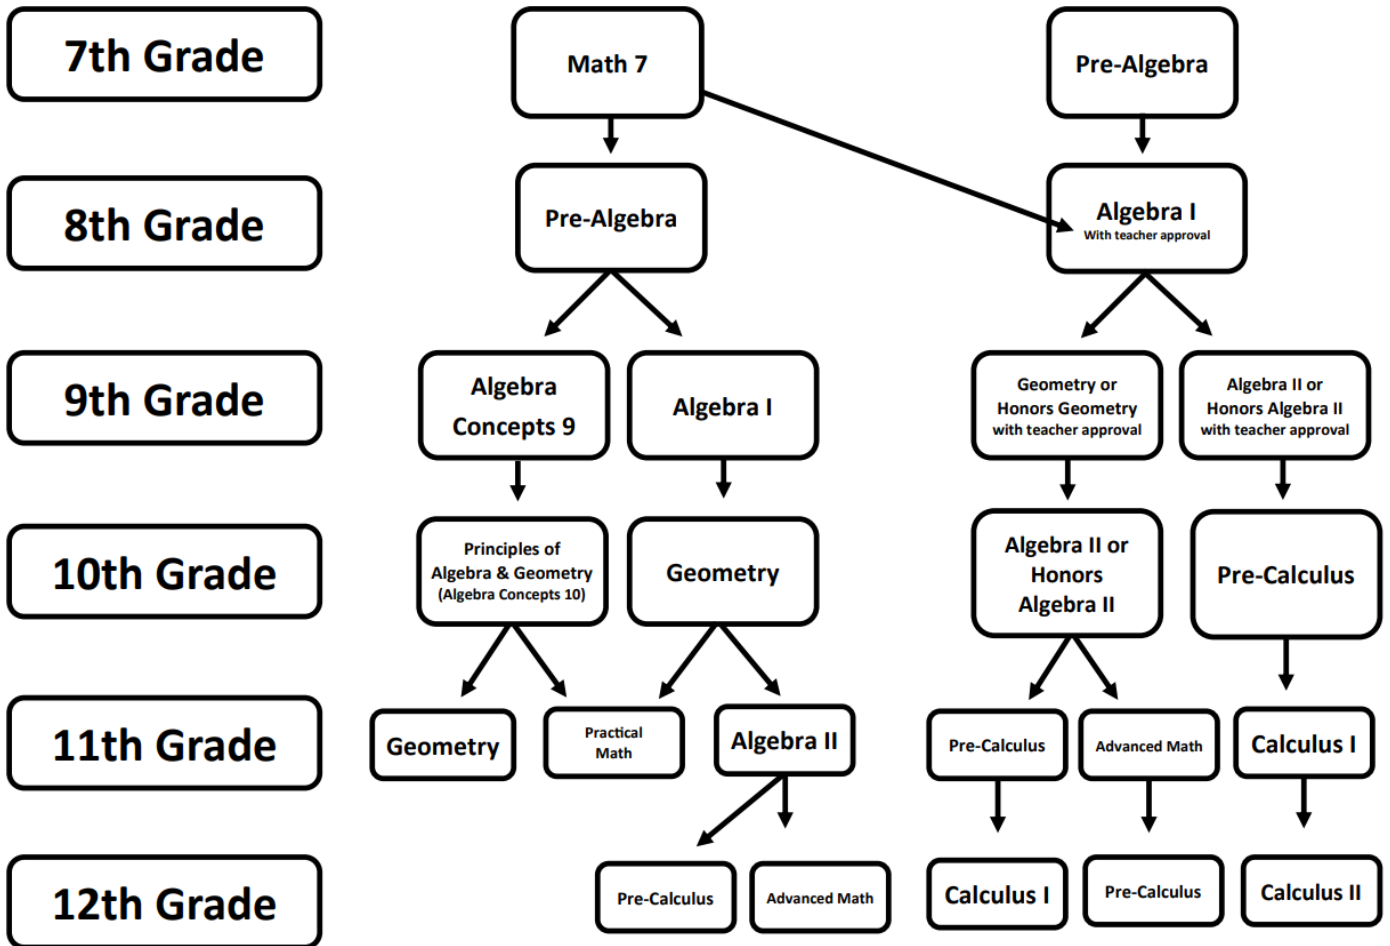 7th Grade
Math 7
Pre-Algebra
8th Grade
Pre-Algebra
Algebra I
With teacher approval
9th Grade
Algebra
Concepts 9
Algebra I
Geometry or
Honors Geometry
with teacher approval
Algebra II or
Honors Algebra II
with teacher approval
10th Grade
Principles of
Algebra & Geometry
(Algebra Concepts 10)
Geometry
Algebra II or
Honors
Algebra II
Pre-Calculus
11th Grade
Geometry
Practical
Math
Algebra II
Pre-Calculus
Advanced Math
Calculus I
12th Grade
Pre-Calculus
Advanced Math
Calculus I
Pre-Calculus
Calculus II